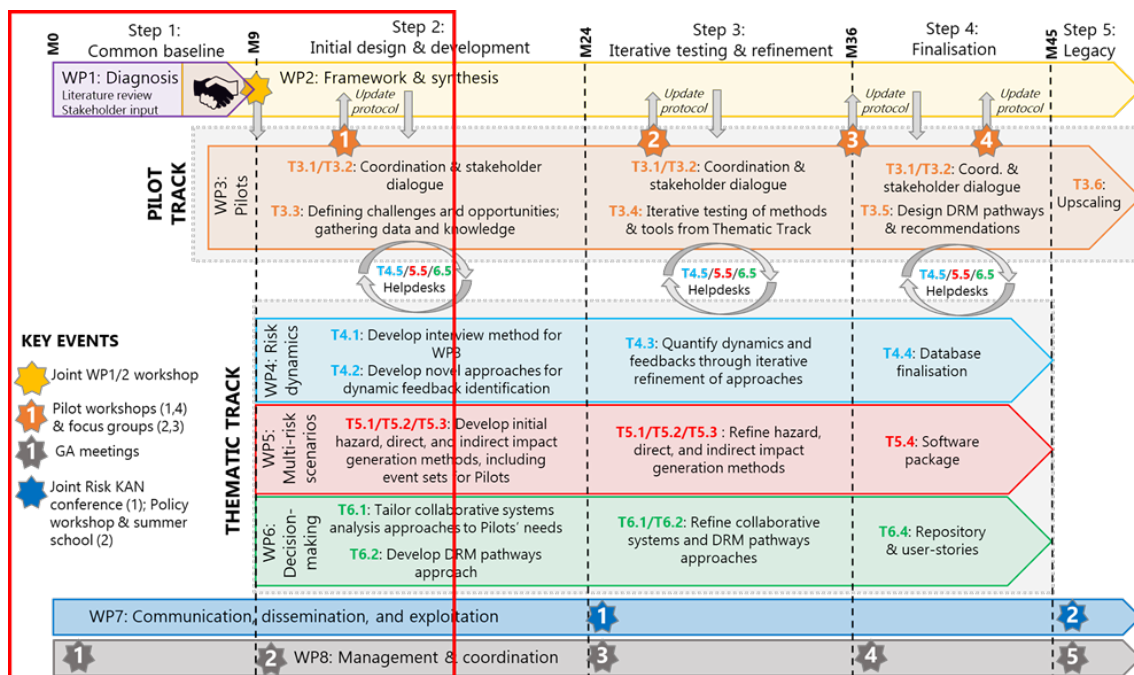 M0
Step 1:
Common baseline
M9
Step 2:
Initial design & development
M24
Step 3:
Iterative testing & refinement
M36
Step 4:
Finalisation
M45
Step 5:
Legacy
WP1: Diagnosis
Literature review
Stakeholder input
WP2: Framework & synthesis
Update
protocol
Update
protocol
Update
protocol
Update
protocol
1
2
3
4
PILOT
TRACK
WP3:
Pilots
T3.1/T3.2: Coordination & stakeholder
dialogue
T3.3: Defining challenges and opportunities;
gathering data and knowledge
T3.1/T3.2: Coordination &
stakeholder dialogue
T3.4: Iterative testing of methods
& tools from Thematic Track
T3.1/T3.2: Coord. &
stakeholder dialogue
T3.5: Design DRM pathways
& recommendations
T3.6:
Upscaling
T4.5/5.5/6.5
Helpdesks
T4.5/5.5/6.5
Helpdesks
T4.5/5.5/6.5
Helpdesks
KEY EVENTS
Joint WP1/2 workshop
1
Pilot workshops (1,4)
& focus groups (2,3)
1
GA meetings
1
Joint Risk KAN
conference (1); Policy
workshop & summer
school (2)
THEMATIC TRACK
WP4: Risk
dynamics
T4.1: Develop interview method for
WP3
T4.2: Develop novel approaches for
dynamic feedback identification
T4.3: Quantify dynamics and
feedbacks through iterative
refinement of approaches
T4.4: Database
finalisation
WP5:
Multi-risk
scenarios
T5.1/T5.2/T5.3: Develop initial
hazard, direct, and indirect impact
generation methods, including
event sets for Pilots
T5.1/T5.2/T5.3 : Refine hazard,
direct, and indirect impact
generation methods
T5.4: Software
package
WP6:
Decision-
making
T6.1: Tailor collaborative systems
analysis approaches to Pilots´ needs
T6.2: Develop DRM pathways
approach
T6.1/T6.2: Refine collaborative
systems and DRM pathways
approaches
T6.4: Repository
& user-stories
WP7: Communication, dissemination, and exploitation
1
2
1
2
WP8: Management & coordination
3
4
5